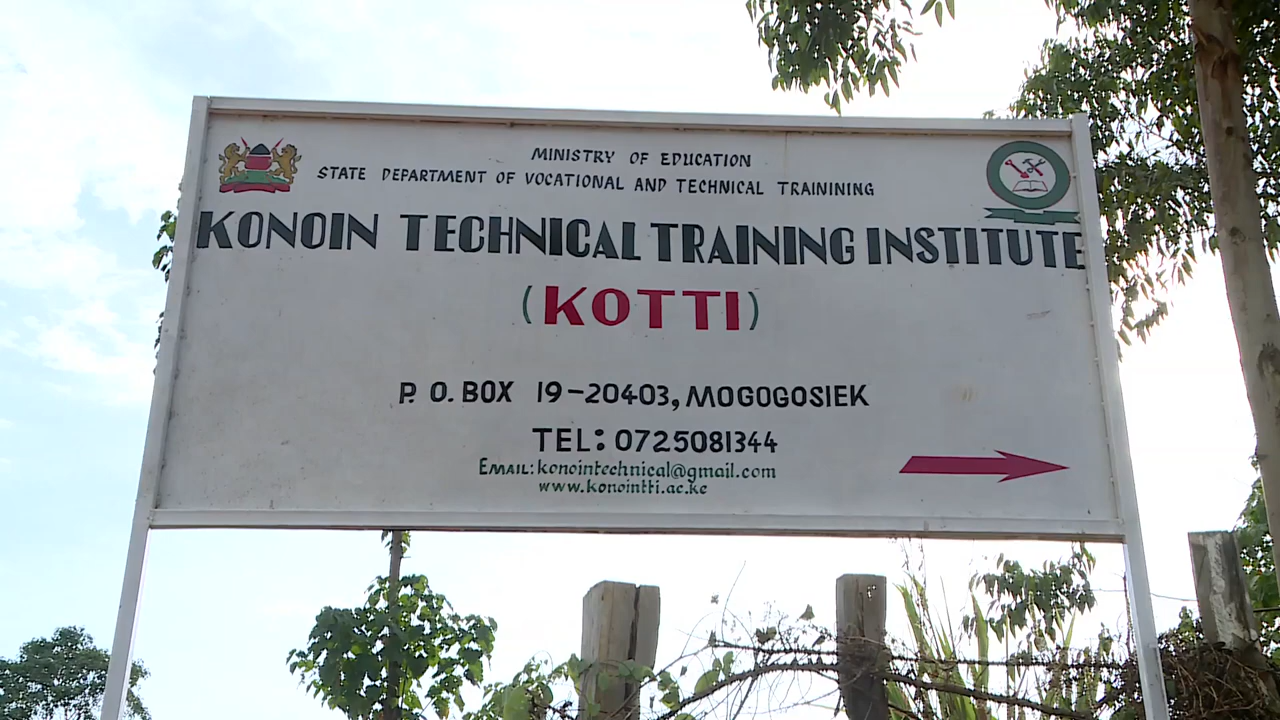 MINISTRY OF EDUCATION
STATE DEPARTMENT OF VOCATIONAL AND TECHNICAL TRAININING
KONOIN TECHNICAL TRAINING INSTITUTE
(KOTTI)
P. O. BOX 19-20403, MOGOGOSIEK
TEL: 0725081344
EMAIL: konointechnical@gmail.com
www.konointti.ac.ke